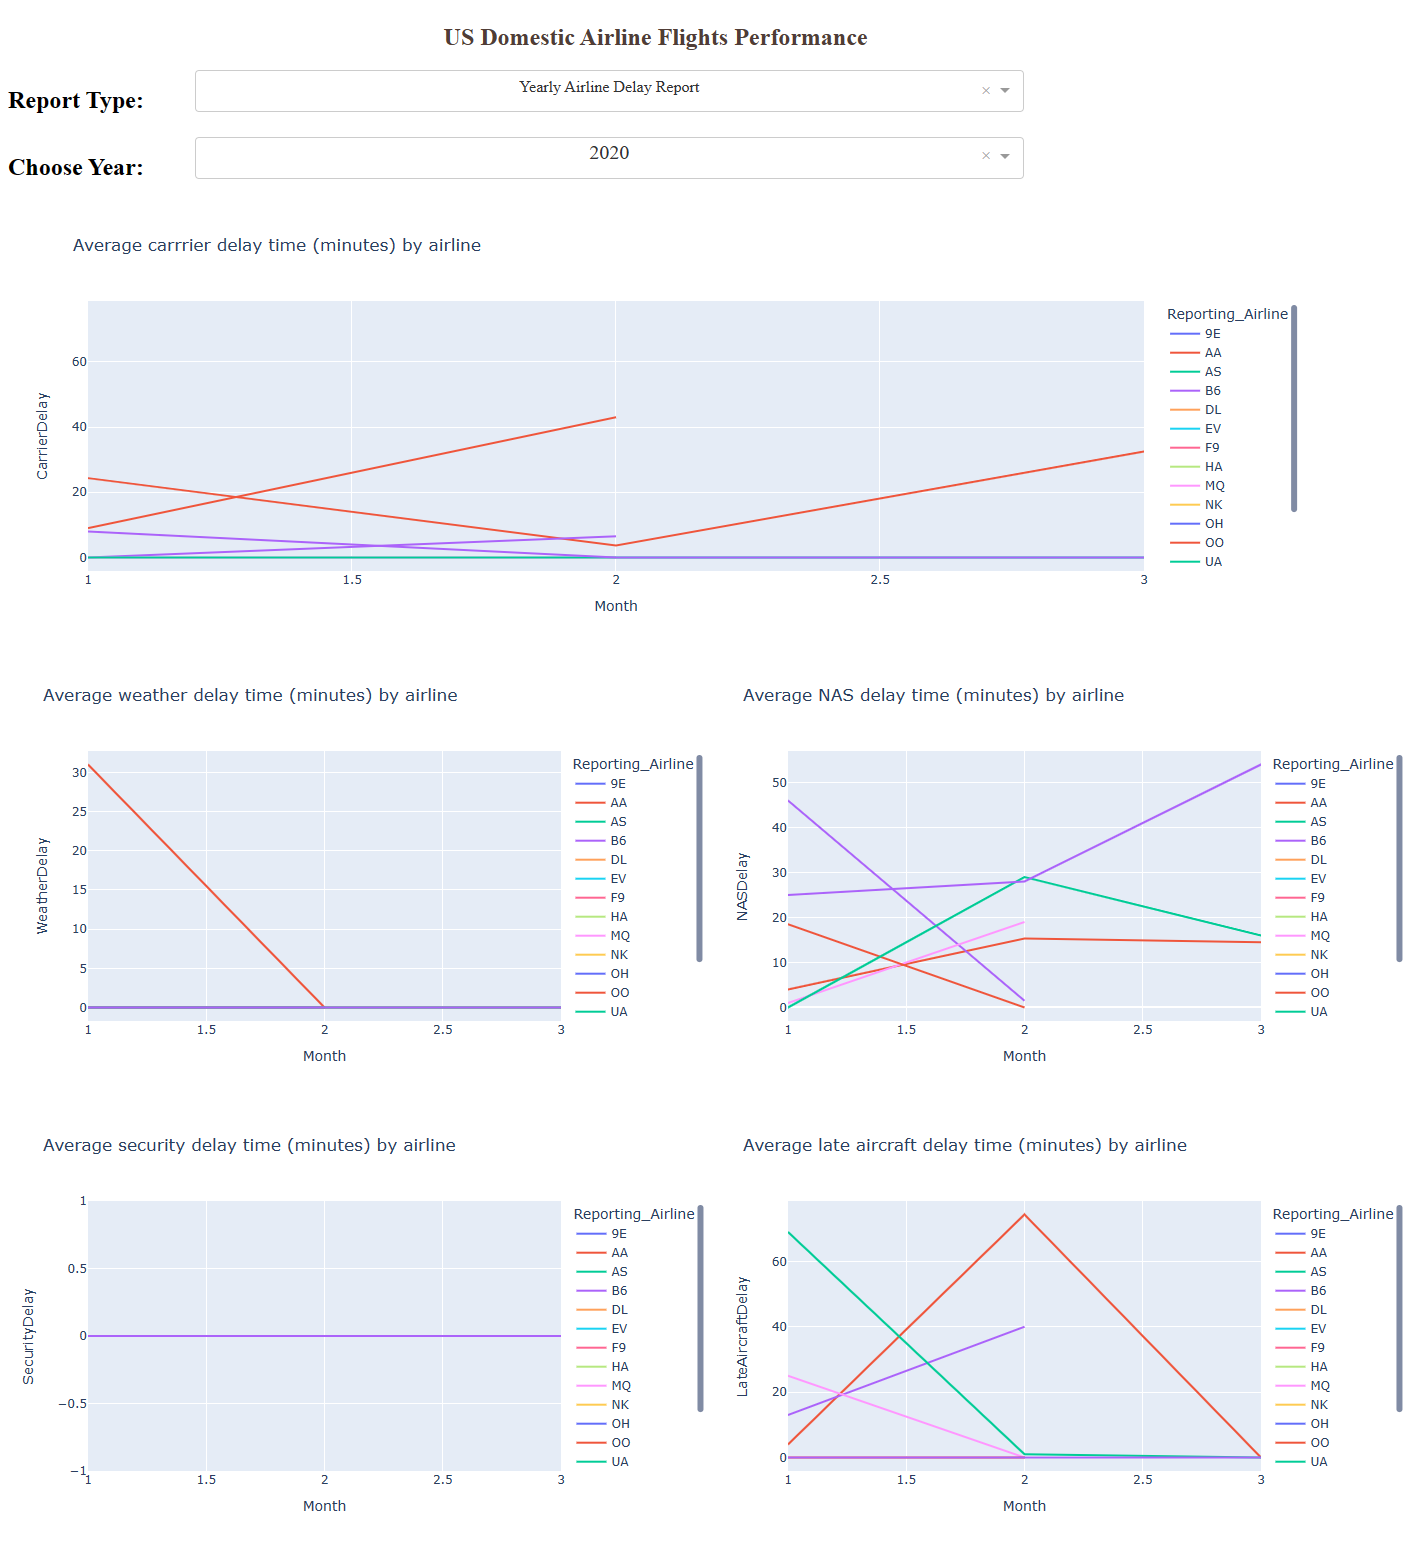 US Domestic Airline Flights Performance
Report Type:
Yearly Airline Delay Report
×
Choose Year:
2020
×
Average carrrier delay time (minutes) by airline
CarrierDelay
60
40
20
0
1 1.5 2 2.5 3
Month
Reporting_Airline
9E
AA
AS
B6
DL
EV
F9
HA
MQ
NK
OH
OO
UA
Average weather delay time (minutes) by airline
WeatherDelay
30
25
20
15
10
5
0
1 1.5 2 2.5 3
Month
Reporting_Airline
9E
AA
AS
B6
DL
EV
F9
HA
MQ
NK
OH
OO
UA
Average NAS delay time (minutes) by airline
NASDelay
50
40
30
20
10
0
1 1.5 2 2.5 3
Month
Reporting_Airline
9E
AA
AS
B6
DL
EV
F9
HA
MQ
NK
OH
OO
UA
Average security delay time (minutes) by airline
SecurityDelay
1
0.5
0
−0.5
−1
1 1.5 2 2.5 3
Month
Reporting_Airline
9E
AA
AS
B6
DL
EV
F9
HA
MQ
NK
OH
OO
UA
Average late aircraft delay time (minutes) by airline
LateAircraftDelay
60
40
20
0
1 1.5 2 2.5 3
Month
Reporting_Airline
9E
AA
AS
B6
DL
EV
F9
HA
MQ
NK
OH
OO
UA